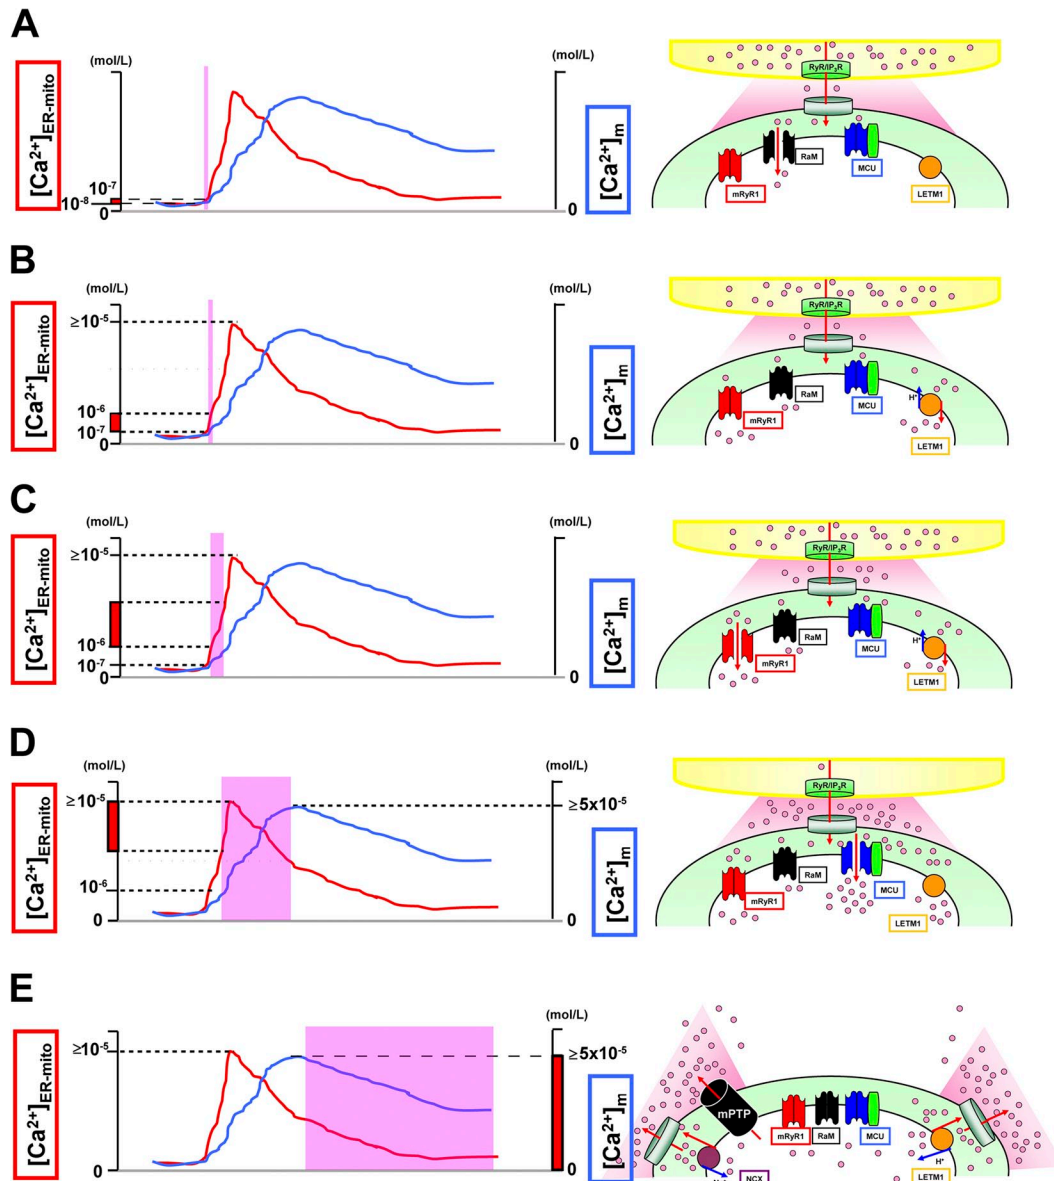 A
(mol/L)
[Ca²⁺]ER-mito
10⁻⁷
10⁻⁸
0
0
[Ca²⁺]m
RyR/IP₃R
RaM
mRyR1
MCU
LETM1
B
(mol/L)
(mol/L)
[Ca²⁺]ER-mito
≥10⁻⁵
10⁻⁶
10⁻⁷
0
0
[Ca²⁺]m
RyR/IP₃R
RaM
mRyR1
MCU
H⁺
LETM1
C
(mol/L)
(mol/L)
[Ca²⁺]ER-mito
≥10⁻⁵
10⁻⁶
10⁻⁷
0
0
[Ca²⁺]m
RyR/IP₃R
RaM
mRyR1
MCU
H⁺
LETM1
D
(mol/L)
(mol/L)
[Ca²⁺]ER-mito
≥10⁻⁵
10⁻⁶
0
≥5x10⁻⁵
0
[Ca²⁺]m
RyR/IP₃R
RaM
mRyR1
MCU
LETM1
E
(mol/L)
[Ca²⁺]ER-mito
≥10⁻⁵
0
≥5x10⁻⁵
0
[Ca²⁺]m
mPTP
mRyR1
RaM
MCU
H⁺
NCX
LETM1
(mol/L)